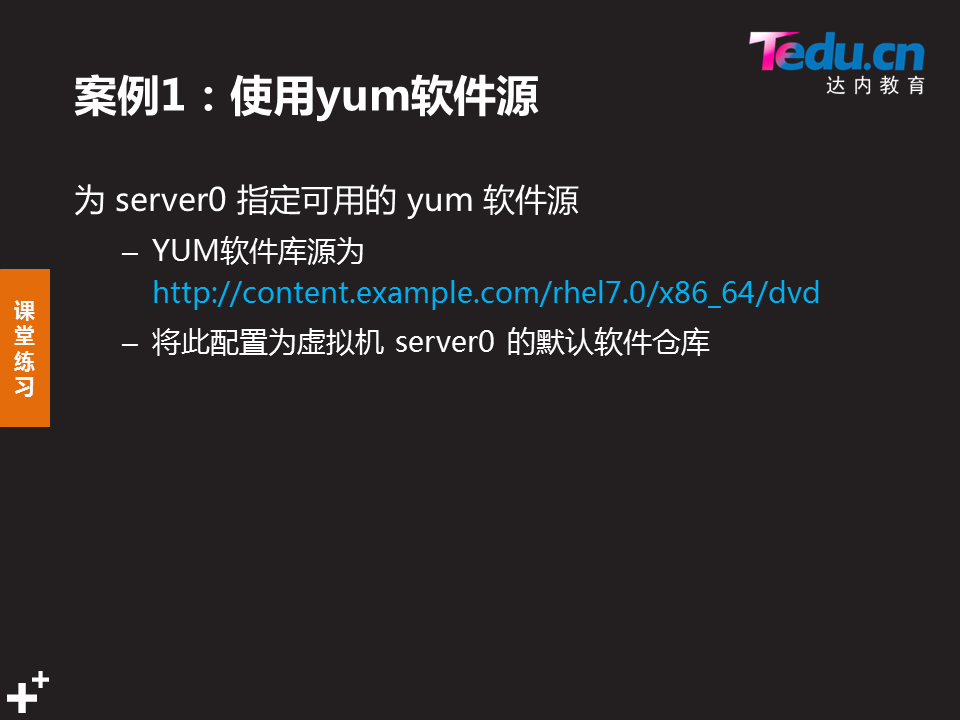 Tedu.cn
达内教育
案例1：使用yum软件源
为 server0 指定可用的 yum 软件源
– YUM软件库源为
http://content.example.com/rhel7.0/x86_64/dvd
– 将此配置为虚拟机 server0 的默认软件仓库
课
堂
练
习